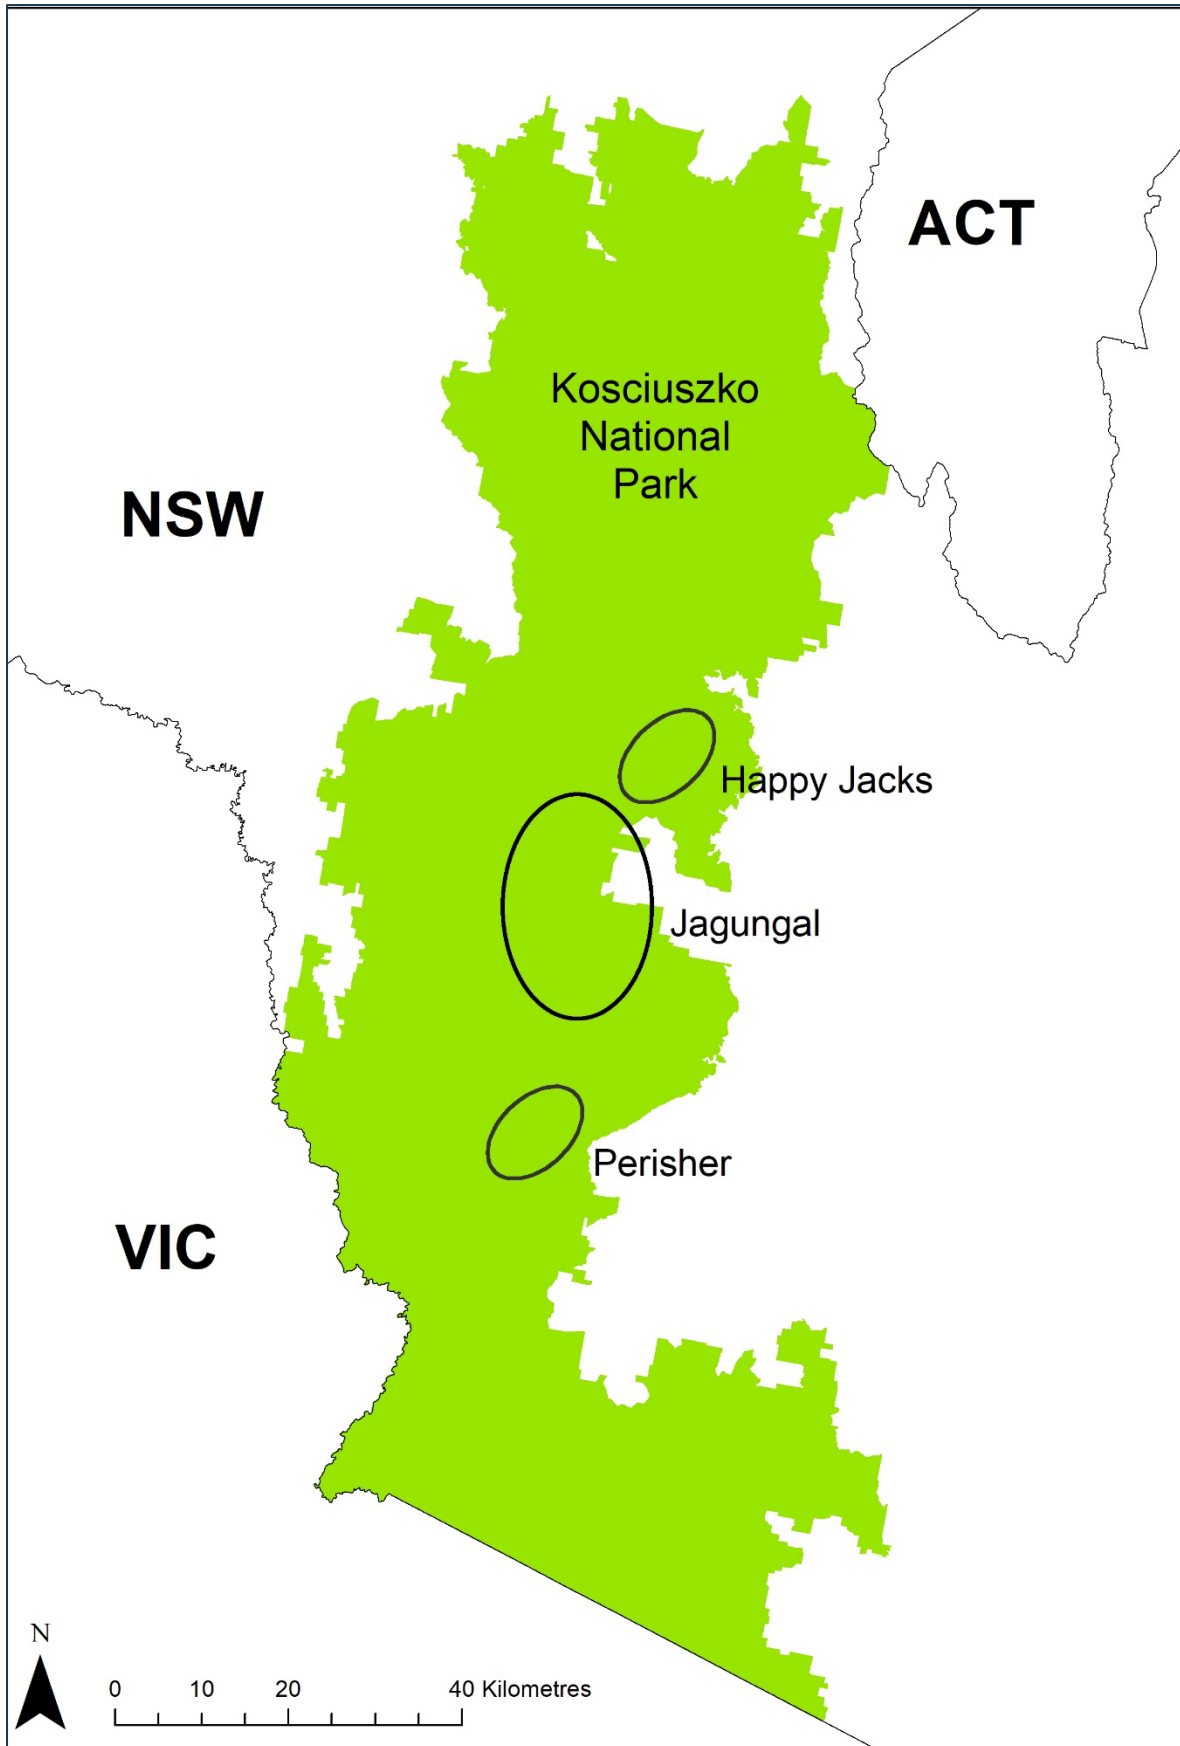 ACT
Kosciuszko
National
Park
NSW
Happy Jacks
Jagungal
Perisher
VIC
N
0 10 20 40 Kilometres